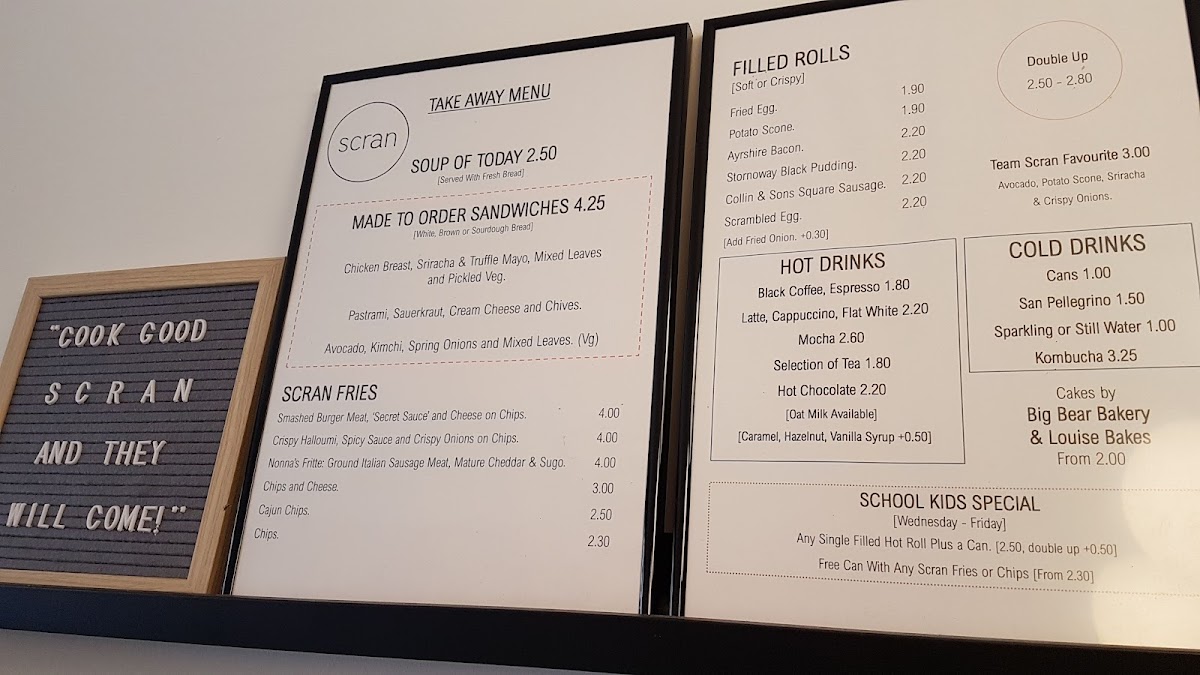 "COOK GOOD
SCRAN
AND THEY
WILL COME!"
scran
TAKE AWAY MENU
SOUP OF TODAY 2.50
[Served With Fresh Bread]
MADE TO ORDER SANDWICHES 4.25
[White, Brown or Sourdough Bread]
Chicken Breast, Sriracha & Truffle Mayo, Mixed Leaves
and Pickled Veg.
Pastrami, Sauerkraut, Cream Cheese and Chives.
Avocado, Kimchi, Spring Onions and Mixed Leaves. (Vg)
SCRAN FRIES
Smashed Burger Meat, 'Secret Sauce' and Cheese on Chips. 4.00
Crispy Halloumi, Spicy Sauce and Crispy Onions on Chips. 4.00
Nonna's Fritte: Ground Italian Sausage Meat, Mature Cheddar & Sugo. 4.00
Chips and Cheese. 3.00
Cajun Chips. 2.50
Chips. 2.30
FILLED ROLLS
[Soft or Crispy]
Fried Egg. 1.90
Potato Scone. 1.90
Ayrshire Bacon. 2.20
Stornoway Black Pudding. 2.20
Collin & Sons Square Sausage. 2.20
Scrambled Egg. 2.20
[Add Fried Onion. +0.30]
Double Up
2.50 - 2.80
Team Scran Favourite 3.00
Avocado, Potato Scone, Sriracha
& Crispy Onions.
HOT DRINKS
Black Coffee, Espresso 1.80
Latte, Cappuccino, Flat White 2.20
Mocha 2.60
Selection of Tea 1.80
Hot Chocolate 2.20
[Oat Milk Available]
[Caramel, Hazelnut, Vanilla Syrup +0.50]
COLD DRINKS
Cans 1.00
San Pellegrino 1.50
Sparkling or Still Water 1.00
Kombucha 3.25
Cakes by
Big Bear Bakery
& Louise Bakes
From 2.00
SCHOOL KIDS SPECIAL
[Wednesday - Friday]
Any Single Filled Hot Roll Plus a Can. [2.50, double up +0.50]
Free Can With Any Scran Fries or Chips [From 2.30]